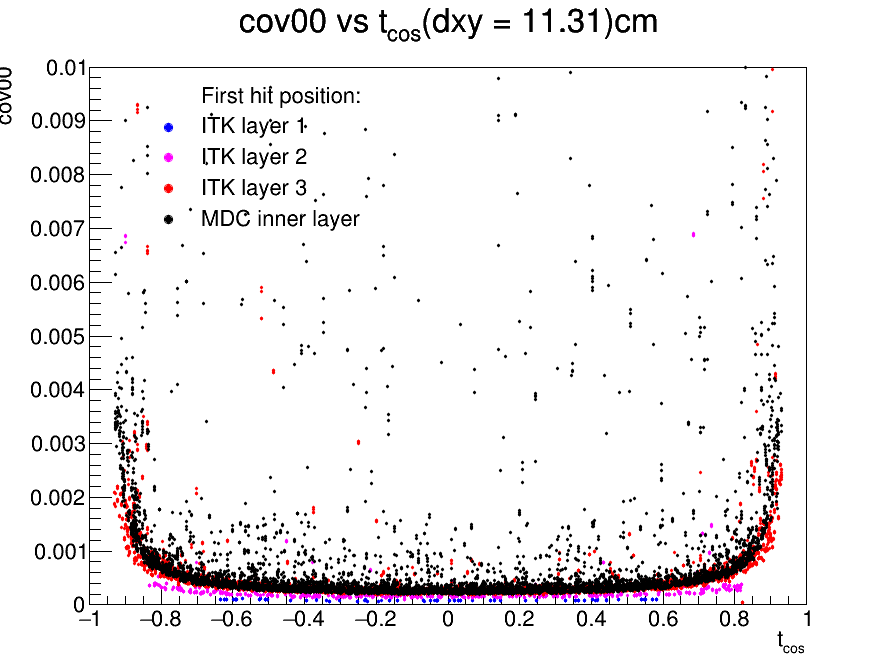 cov00 vs t_cos(dxy = 11.31)cm
cov00
0.01
0.009
0.008
0.007
0.006
0.005
0.004
0.003
0.002
0.001
0
First hit position:
ITK layer 1
ITK layer 2
ITK layer 3
MDC inner layer
−1 −0.8 −0.6 −0.4 −0.2 0 0.2 0.4 0.6 0.8 1
t_cos